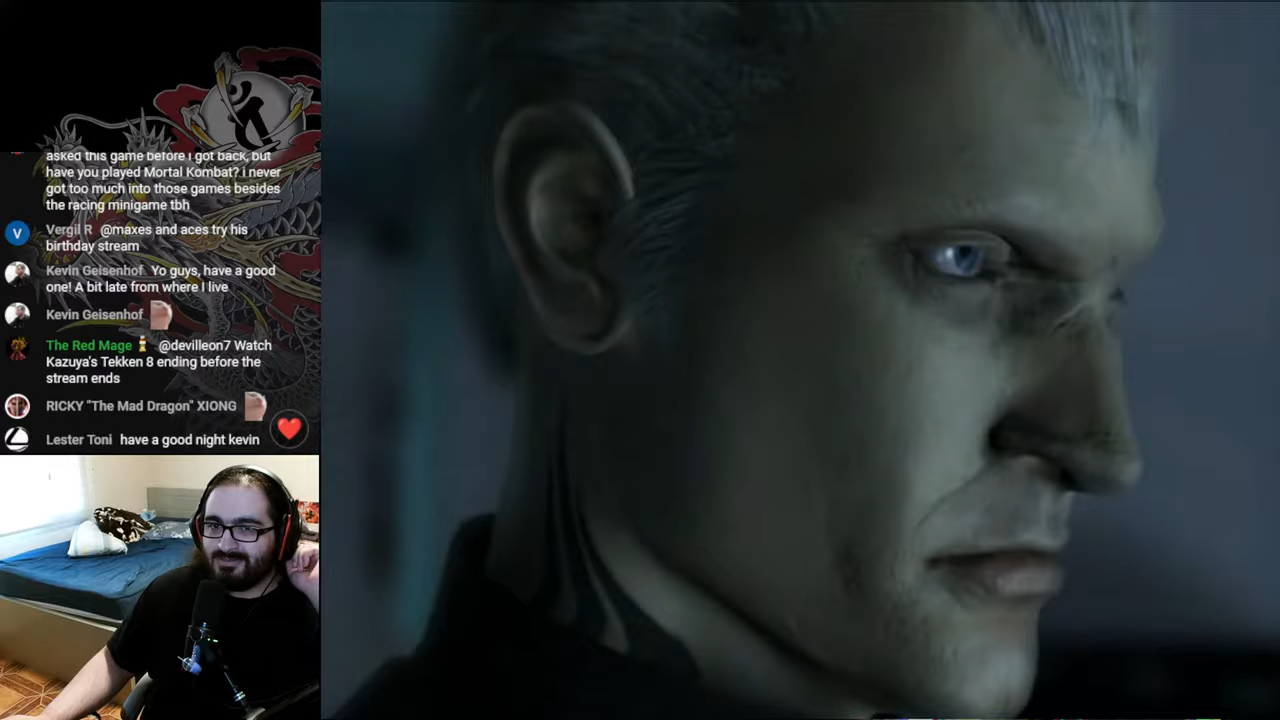 asked this game before i got back, but
have you played Mortal Kombat? i never
got too much into those games besides
the racing minigame tbh
Vergil R @maxes and aces try his
birthday stream
Kevin Geisenhof Yo guys, have a good
one! A bit late from where I live
Kevin Geisenhof
The Red Mage @devilleon7 Watch
Kazuya's Tekken 8 ending before the
stream ends
RICKY "The Mad Dragon" XIONG
Lester Toni have a good night kevin